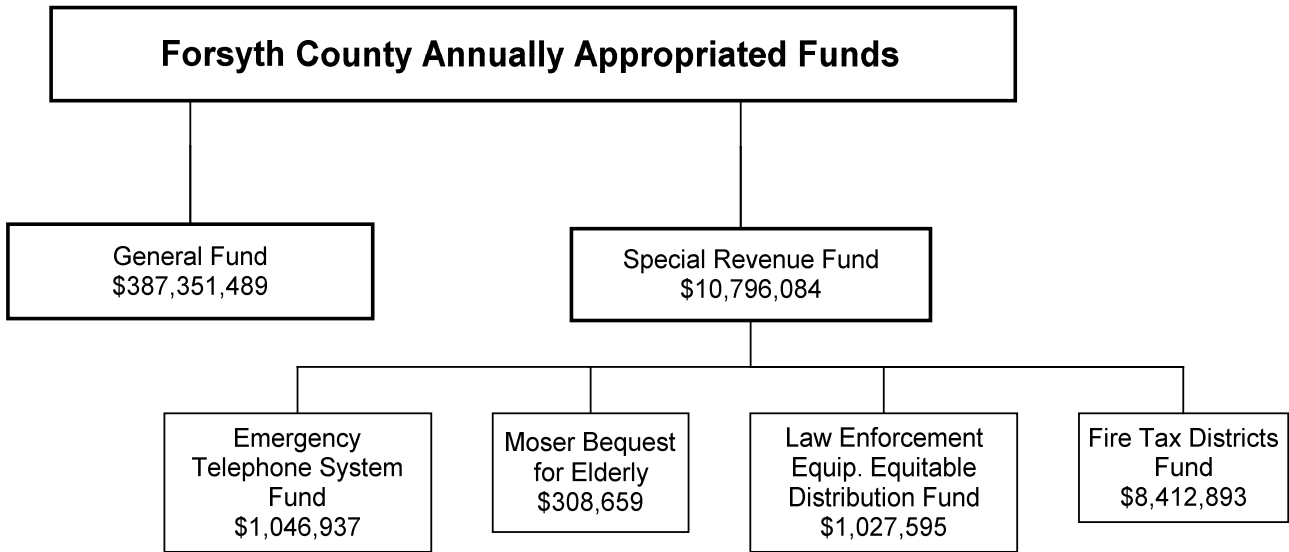 Forsyth County Annually Appropriated Funds
General Fund
$387,351,489
Special Revenue Fund
$10,796,084
Emergency
Telephone System
Fund
$1,046,937
Moser Bequest
for Elderly
$308,659
Law Enforcement
Equip. Equitable
Distribution Fund
$1,027,595
Fire Tax Districts
Fund
$8,412,893